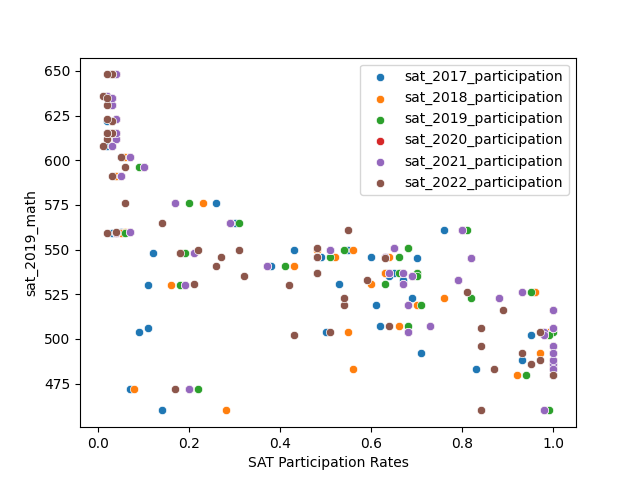 sat_2017_participation
sat_2018_participation
sat_2019_participation
sat_2020_participation
sat_2021_participation
sat_2022_participation
650
625
600
575
550
525
500
475
sat_2019_math
0.0 0.2 0.4 0.6 0.8 1.0
SAT Participation Rates